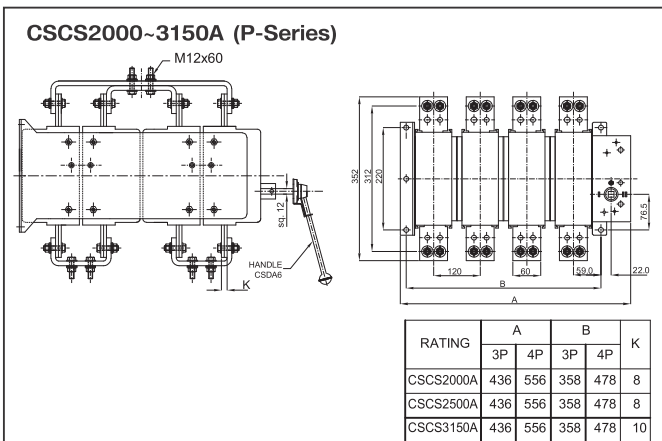 CSCS2000~3150A (P-Series)
M12x60
sq. 12
HANDLE
CSDA6
K
352
312
220
76.5
120
60
59.0
22.0
B
A
RATING A B K
3P 4P 3P 4P
CSCS2000A 436 556 358 478 8
CSCS2500A 436 556 358 478 8
CSCS3150A 436 556 358 478 10